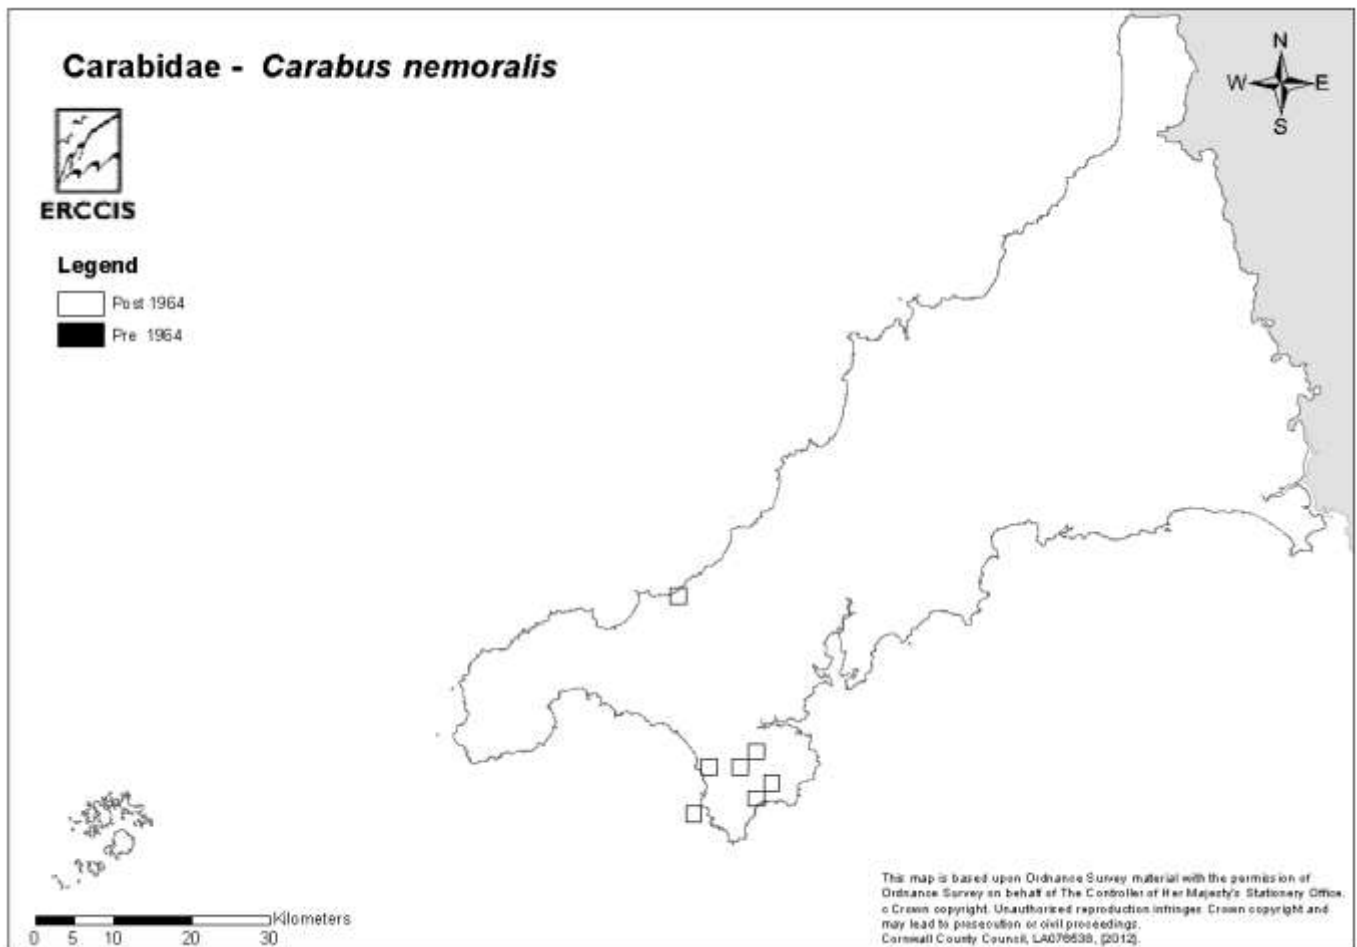 Carabidae - Carabus nemoralis
N
W E
S
ERCCIS
Legend
Post 1964
Pre 1964
This map is based upon Ordnance Survey material with the permission of
Ordnance Survey on behalf of The Controller of Her Majesty's Stationery Office.
c Crown copyright. Unauthorised reproduction infringes Crown copyright and
may lead to prosecution or civil proceedings.
Cornwall County Council, LA076538, [2012].
Kilometers
0 5 10 20 30